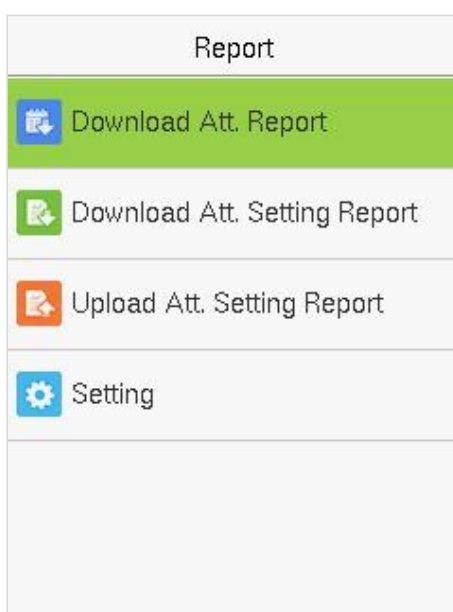 Report
Download Att. Report
Download Att. Setting Report
Upload Att. Setting Report
Setting